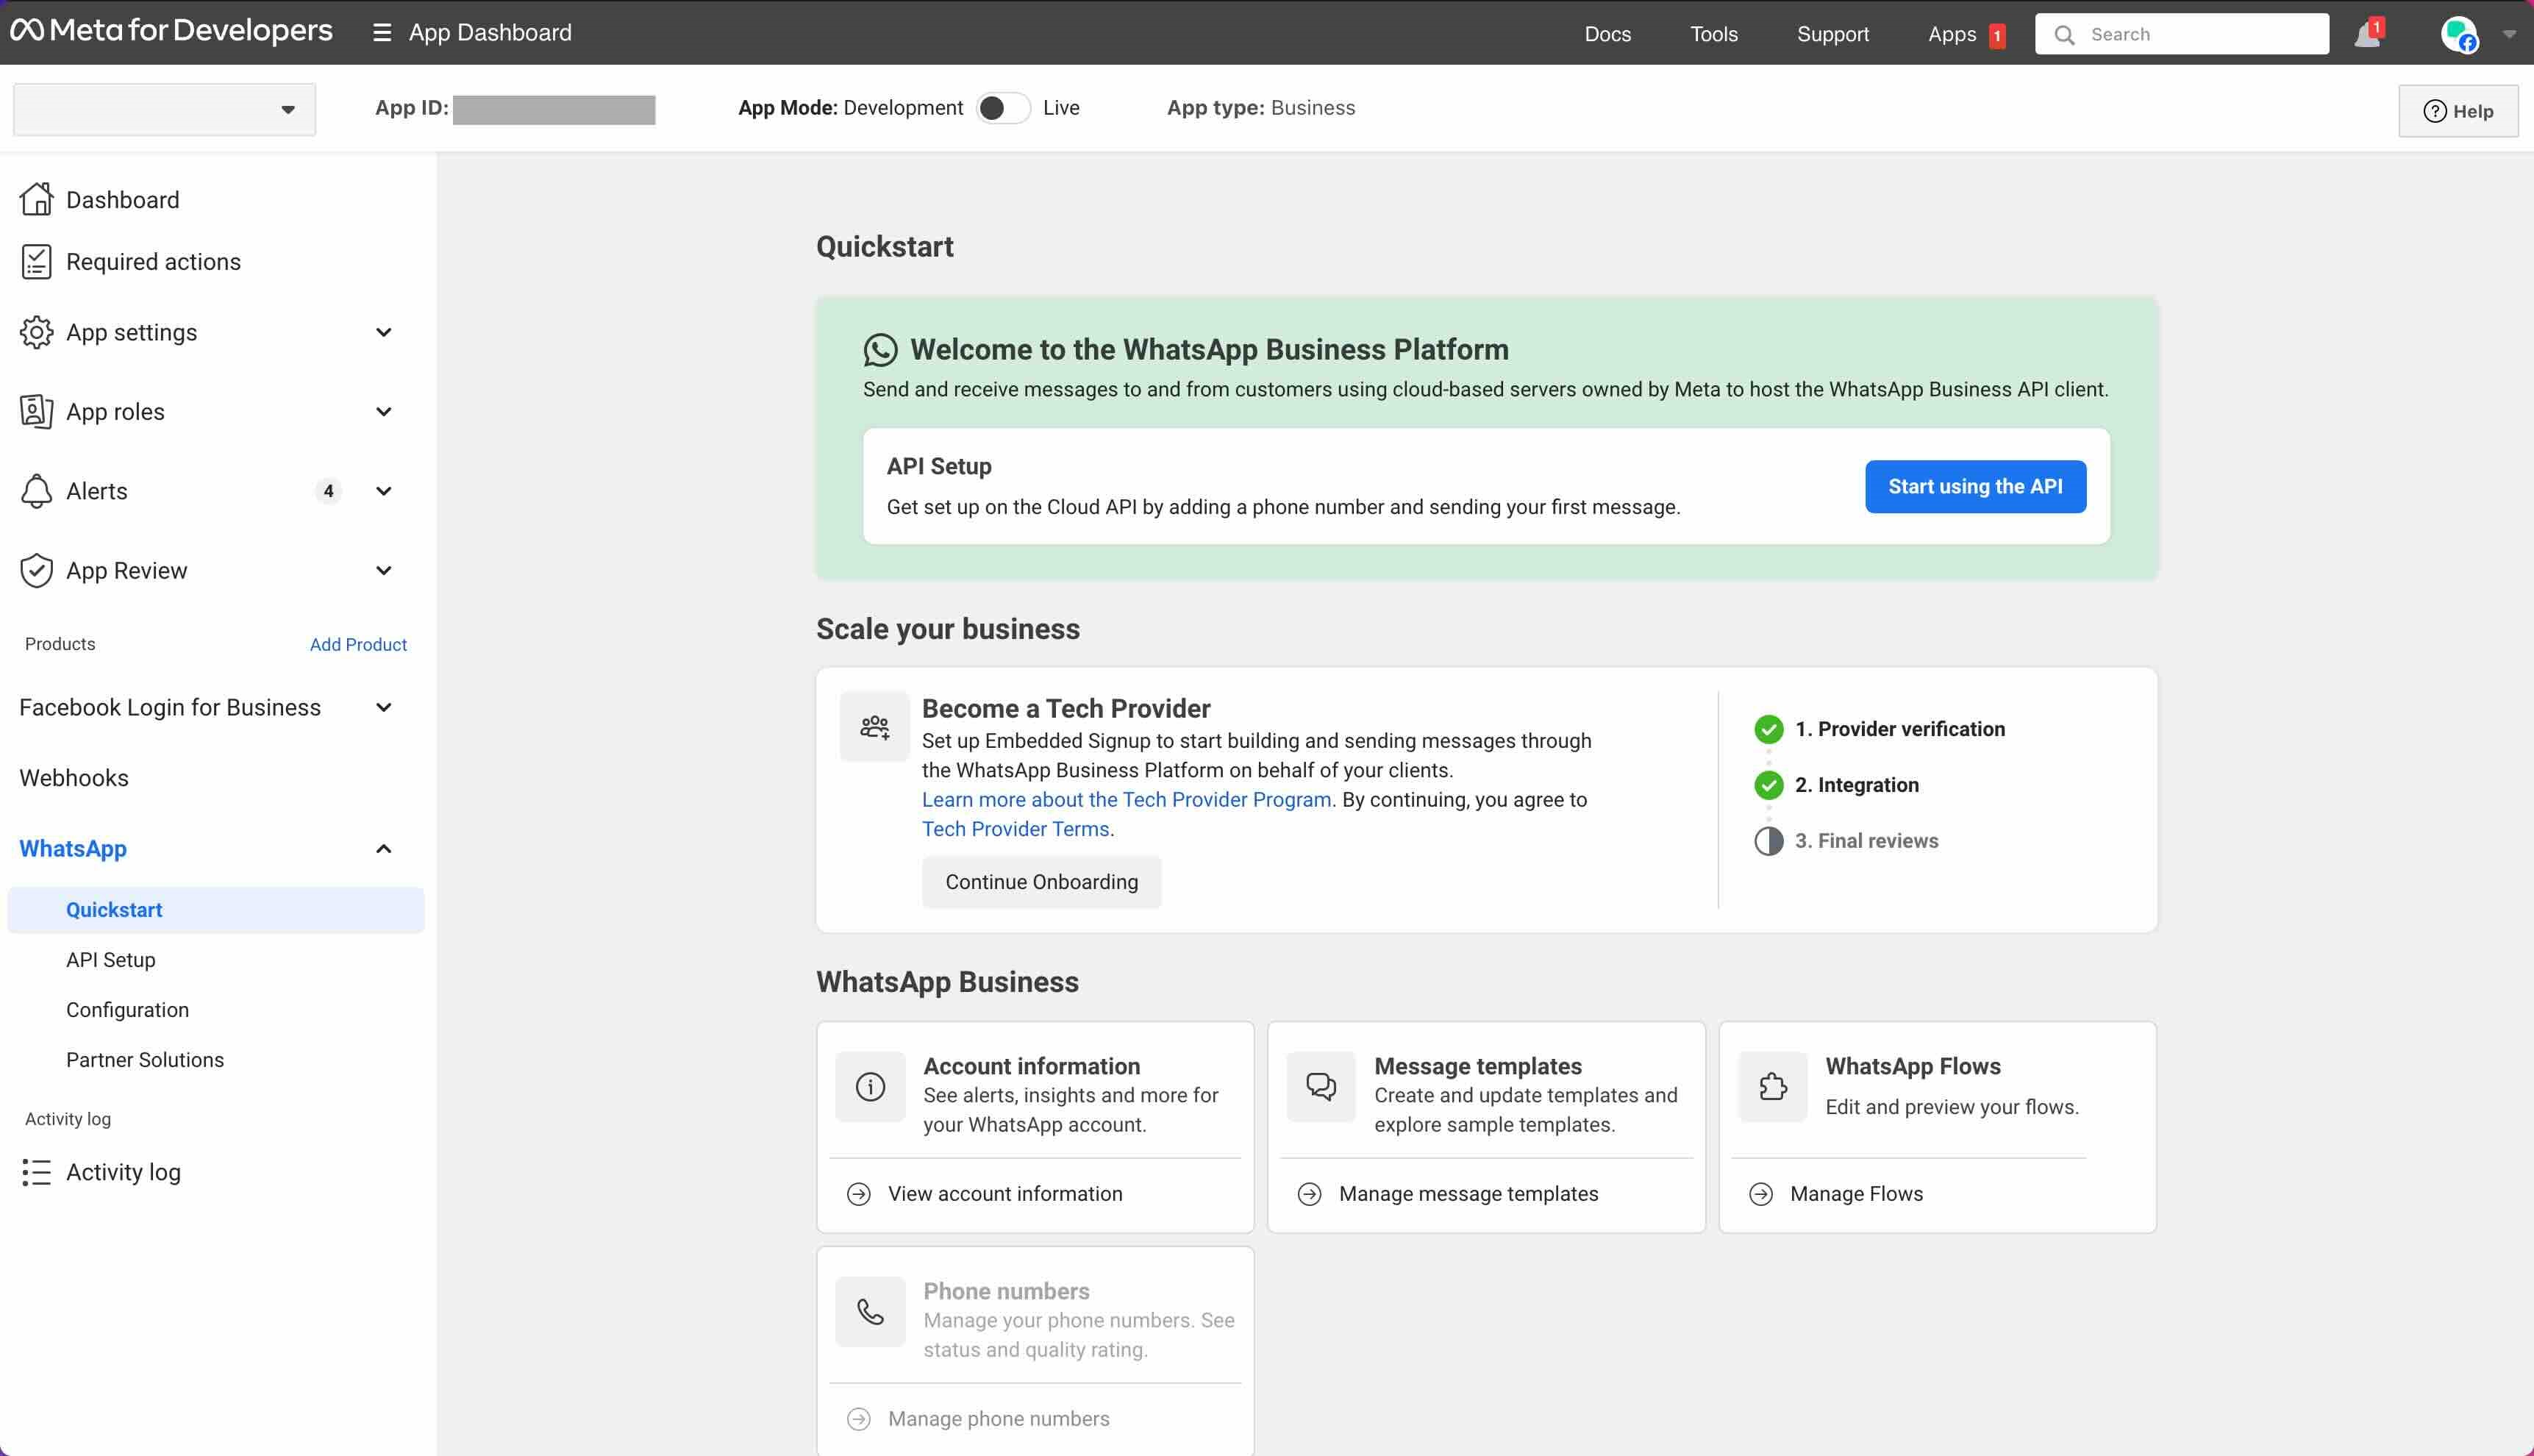 Meta for Developers
App Dashboard
Docs
Tools
Support
Apps 1
Search
1
App ID:
App Mode: Development
Live
App type: Business
Help
Dashboard
Required actions
App settings
App roles
Alerts 4
App Review
Products
Add Product
Facebook Login for Business
Webhooks
WhatsApp
Quickstart
API Setup
Configuration
Partner Solutions
Activity log
Activity log
Quickstart
Welcome to the WhatsApp Business Platform
Send and receive messages to and from customers using cloud-based servers owned by Meta to host the WhatsApp Business API client.
API Setup
Get set up on the Cloud API by adding a phone number and sending your first message.
Start using the API
Scale your business
Become a Tech Provider
Set up Embedded Signup to start building and sending messages through
the WhatsApp Business Platform on behalf of your clients.
Learn more about the Tech Provider Program. By continuing, you agree to
Tech Provider Terms.
Continue Onboarding
1. Provider verification
2. Integration
3. Final reviews
WhatsApp Business
Account information
See alerts, insights and more for
your WhatsApp account.
View account information
Message templates
Create and update templates and
explore sample templates.
Manage message templates
WhatsApp Flows
Edit and preview your flows.
Manage Flows
Phone numbers
Manage your phone numbers. See
status and quality rating.
Manage phone numbers